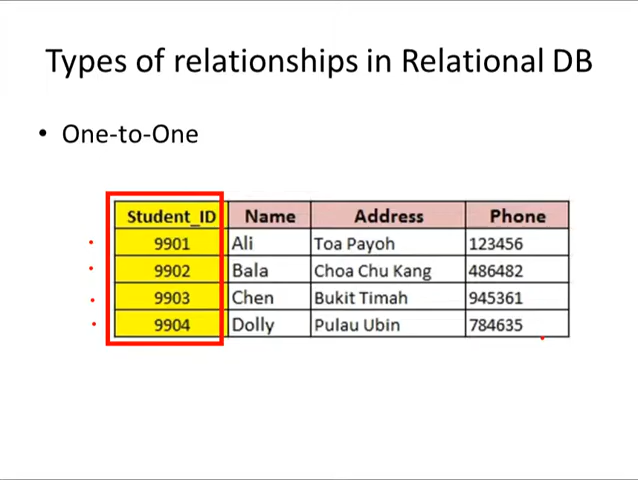 Types of relationships in Relational DB
• One-to-One
Student_ID Name Address Phone
9901 Ali Toa Payoh 123456
9902 Bala Choa Chu Kang 486482
9903 Chen Bukit Timah 945361
9904 Dolly Pulau Ubin 784635